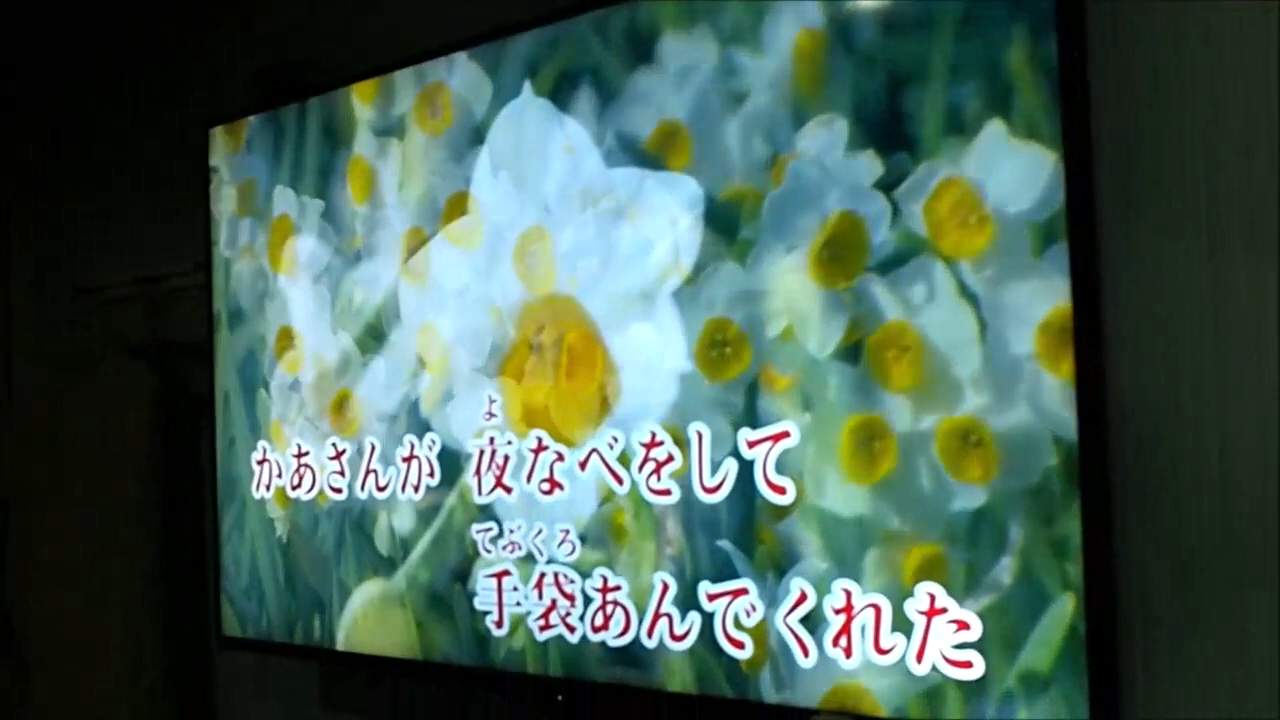 よ
かあさんが 夜なべをして
てぶくろ
手袋あんでくれた